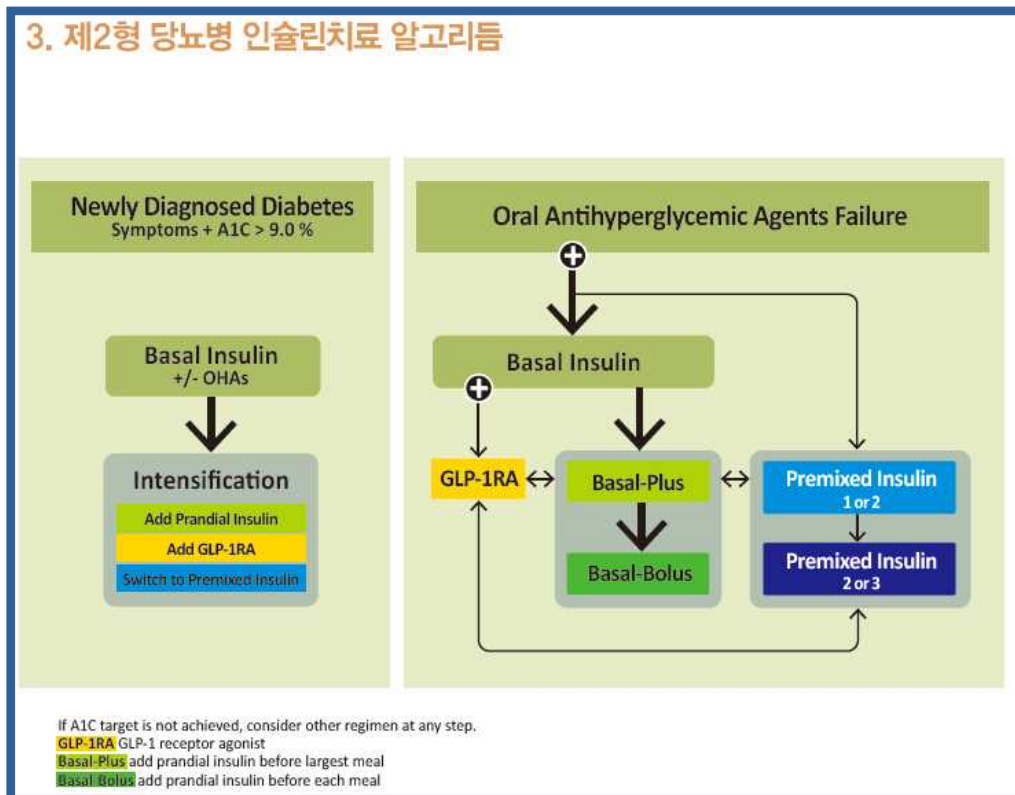 3. 제2형 당뇨병 인슐린치료 알고리듬
Newly Diagnosed Diabetes
Symptoms + A1C > 9.0 %
Basal Insulin
+/- OHAs
Intensification
Add Prandial Insulin
Add GLP-1RA
Switch to Premixed Insulin
Oral Antihyperglycemic Agents Failure
Basal Insulin
GLP-1RA
Basal-Plus
Basal-Bolus
Premixed Insulin
1 or 2
Premixed Insulin
2 or 3
If A1C target is not achieved, consider other regimen at any step.
GLP-1RA GLP-1 receptor agonist
Basal-Plus add prandial insulin before largest meal
Basal Bolus add prandial insulin before each meal